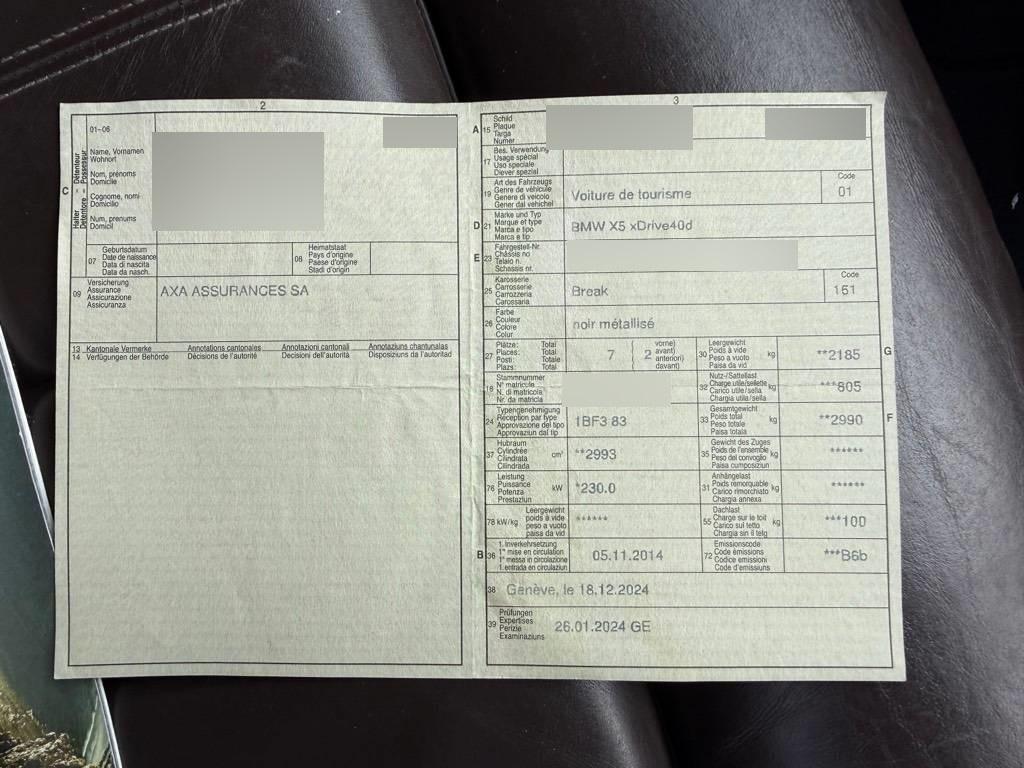 2
C
Halter - Détenteur
Detentore - Possessur
01–06
Name, Vornamen
Wohnort
Nom, prénoms
Domicile
Cognome, nomi
Domicilio
Num, prenums
Domicil
07
Geburtsdatum
Date de naissance
Data di nascita
Data da nasch.
08
Heimatstaat
Pays d'origine
Paese d'origine
Stadi d'origin
09
Versicherung
Assurance
Assicurazione
Assicuranza
AXA ASSURANCES SA
13 Kantonale Vermerke Annotations cantonales Annotazioni cantonali Annotaziuns chantunalas
14 Verfügungen der Behörde Décisions de l'autorité Decisioni dell'autorità Disposiziuns da l'autoritad
3
A
15
Schild
Plaque
Targa
Numer
17
Bes. Verwendung
Usage spécial
Uso speciale
Diever spezial
19
Art des Fahrzeugs
Genre de véhicule
Genere di veicolo
Gener dal vehichel
Voiture de tourisme
Code
01
D
21
Marke und Typ
Marque et type
Marca e tipo
Marca e tip
BMW X5 xDrive40d
E
23
Fahrgestell-Nr.
Châssis no
Telaio n.
Schassis nr.
25
Karosserie
Carrosserie
Carrozzeria
Carossaria
Break
Code
151
26
Farbe
Couleur
Colore
Colur
noir métallisé
27
Plätze: Total
Places: Total
Posti: Totale
Plazs: Total
7
2
vorne)
avant)
anteriori)
davant)
30
Leergewicht
Poids à vide
Peso a vuoto
Paisa da vid
kg
**2185
G
18
Stammnummer
N° matricule
N. di matricola
Nr. da matricla
32
Nutz-/Sattellast
Charge utile/sellette
Carico utile/sella
Chargia utila/sella
kg
***805
24
Typengenehmigung
Réception par type
Approvazione del tipo
Approvaziun dal tip
1BF3 83
33
Gesamtgewicht
Poids total
Peso totale
Paisa totala
kg
**2990
F
37
Hubraum
Cylindrée
Cilindrata
Cilindrada
cm³
**2993
35
Gewicht des Zuges
Poids de l'ensemble
Peso del convoglio
Paisa cumposiziun
kg
******
76
Leistung
Puissance
Potenza
Prestaziun
kW
*230.0
31
Anhängelast
Poids remorquable
Carico rimorchiato
Chargia annexa
kg
******
78 kW/kg
Leergewicht
poids à vide
peso a vuoto
paisa da vid
******
55
Dachlast
Charge sur le toit
Carico sul tetto
Chargia sin il tetg
kg
***100
B
36
1. Inverkehrsetzung
1re mise en circulation
1a messa in circolazione
1. entrada en circulaziun
05.11.2014
72
Emissionscode
Code émissions
Codice emissioni
Code d'emissiuns
***B6b
38
Genève, le 18.12.2024
39
Prüfungen
Expertises
Perizie
Examinaziuns
26.01.2024 GE